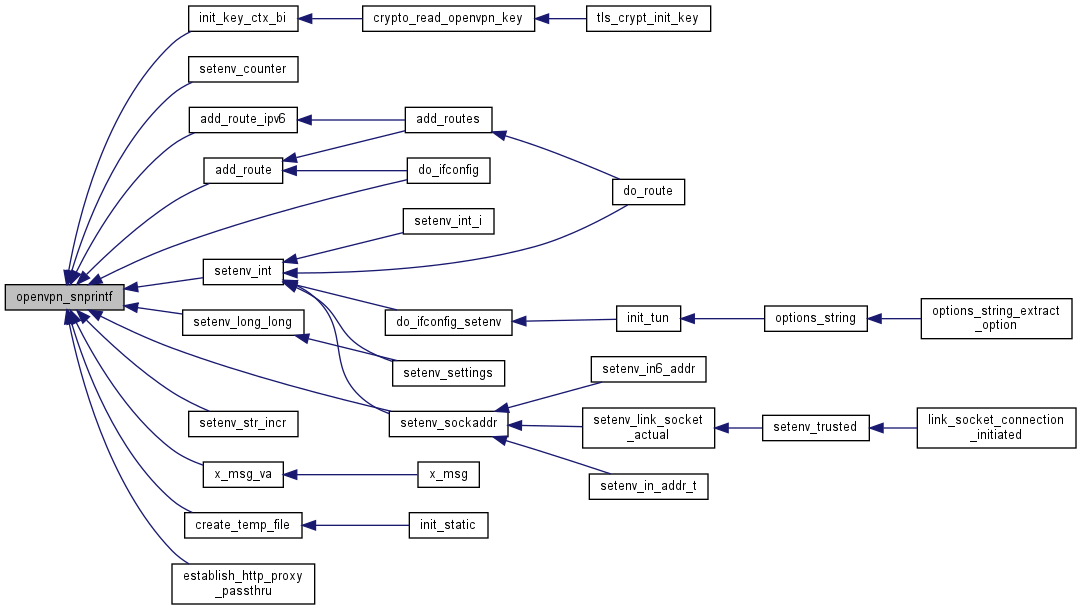 init_key_ctx_bi
crypto_read_openvpn_key
tls_crypt_init_key
setenv_counter
add_route_ipv6
add_routes
add_route
do_ifconfig
do_route
setenv_int_i
setenv_int
openvpn_snprintf
setenv_long_long
do_ifconfig_setenv
init_tun
options_string
options_string_extract
_option
setenv_settings
setenv_in6_addr
setenv_str_incr
setenv_sockaddr
setenv_link_socket
_actual
setenv_trusted
link_socket_connection
_initiated
x_msg_va
x_msg
setenv_in_addr_t
create_temp_file
init_static
establish_http_proxy
_passthru